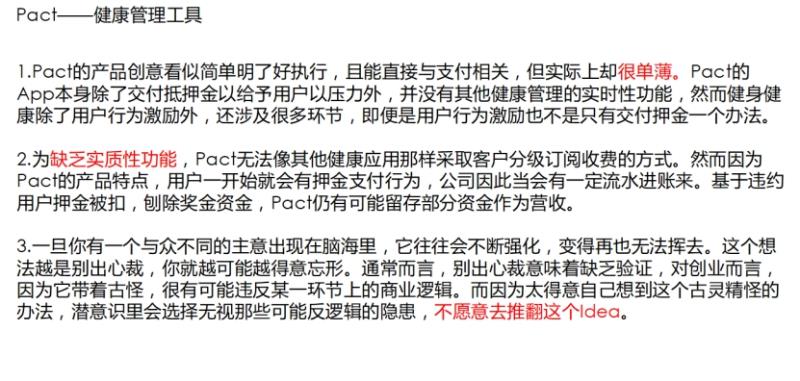 Pact——健康管理工具
1.Pact的产品创意看似简单明了好执行，且能直接与支付相关，但实际上却很单薄。Pact的
App本身除了交付抵押金以给予用户以压力外，并没有其他健康管理的实时性功能，然而健身健
康除了用户行为激励外，还涉及很多环节，即便是用户行为激励也不是只有交付押金一个办法。
2.为缺乏实质性功能，Pact无法像其他健康应用那样采取客户分级订阅收费的方式。然而因为
Pact的产品特点，用户一开始就会有押金支付行为，公司因此当会有一定流水进账来。基于违约
用户押金被扣，刨除奖金资金，Pact仍有可能留存部分资金作为营收。
3.一旦你有一个与众不同的主意出现在脑海里，它往往会不断强化，变得再也无法挥去。这个想
法越是别出心裁，你就越可能越得意忘形。通常而言，别出心裁意味着缺乏验证，对创业而言，
因为它带着古怪，很有可能违反某一环节上的商业逻辑。而因为太得意自己想到这个古灵精怪的
办法，潜意识里会选择无视那些可能反逻辑的隐患，不愿意去推翻这个Idea。